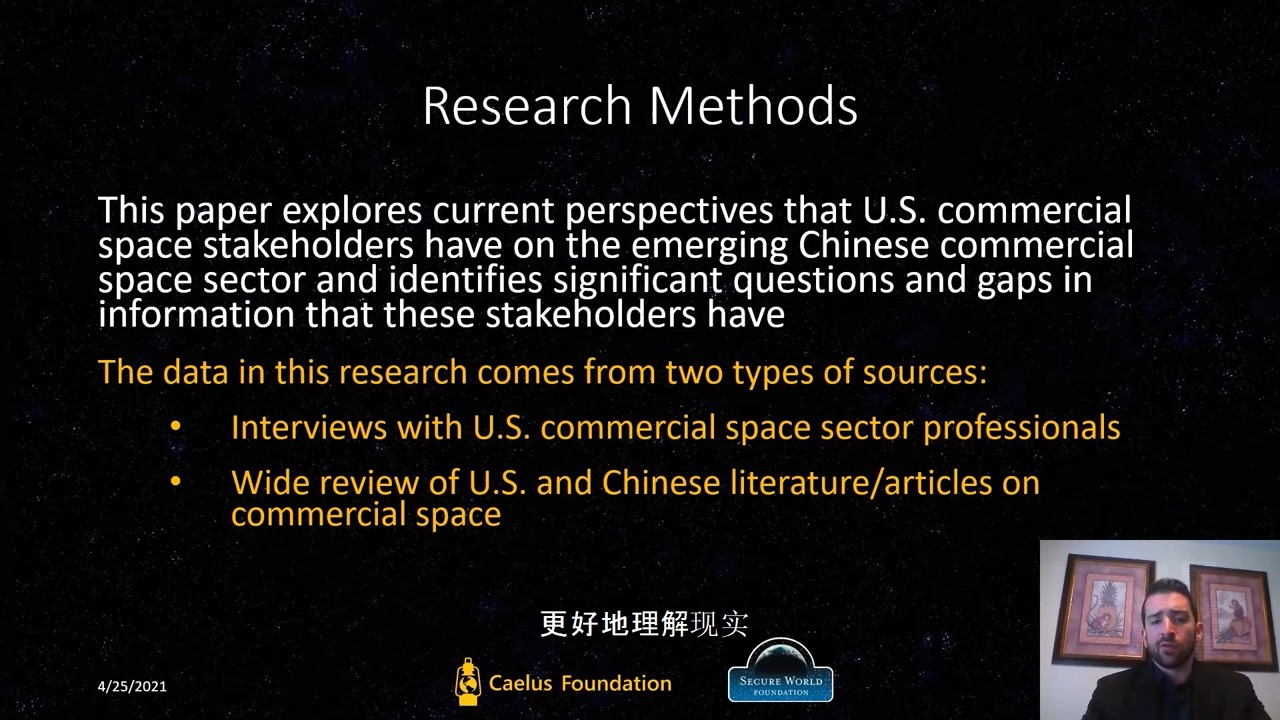 Research Methods
This paper explores current perspectives that U.S. commercial
space stakeholders have on the emerging Chinese commercial
space sector and identifies significant questions and gaps in
information that these stakeholders have
The data in this research comes from two types of sources:
• Interviews with U.S. commercial space sector professionals
• Wide review of U.S. and Chinese literature/articles on
commercial space
更好地理解现实
4/25/2021
Caelus Foundation
SECURE WORLD
FOUNDATION